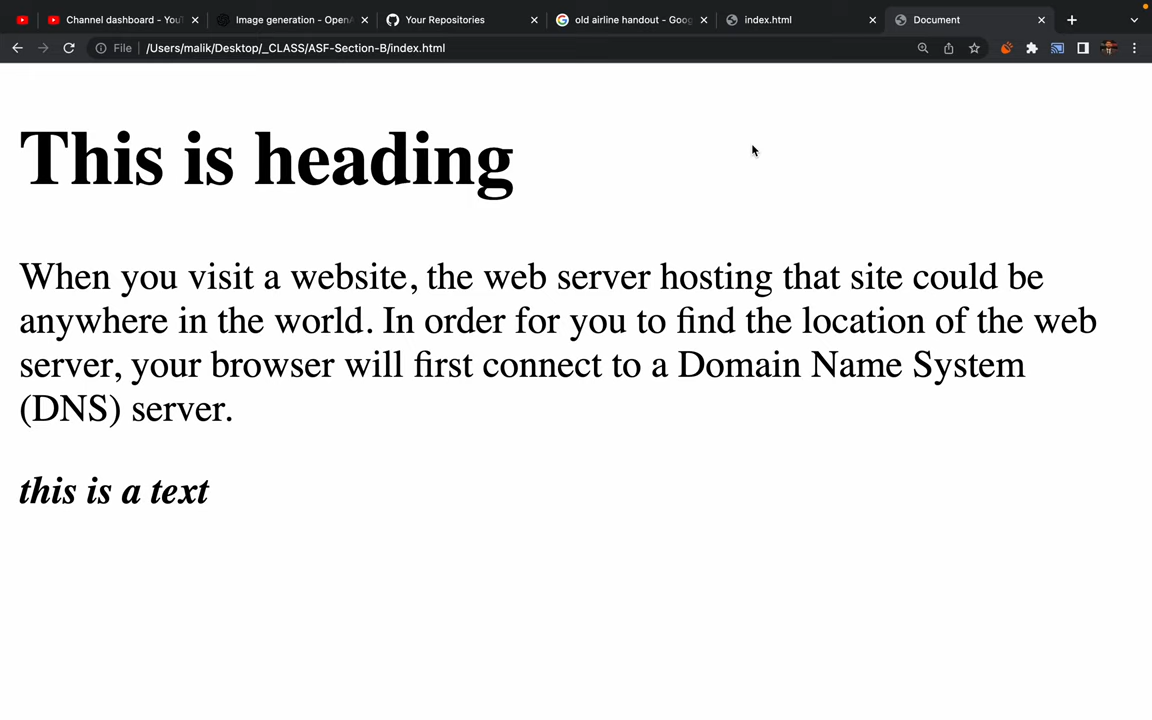 Channel dashboard - YouT
Image generation - OpenA
Your Repositories
old airline handout - Goog
index.html
Document
File
/Users/malik/Desktop/_CLASS/ASF-Section-B/index.html
This is heading
When you visit a website, the web server hosting that site could be
anywhere in the world. In order for you to find the location of the web
server, your browser will first connect to a Domain Name System
(DNS) server.
this is a text